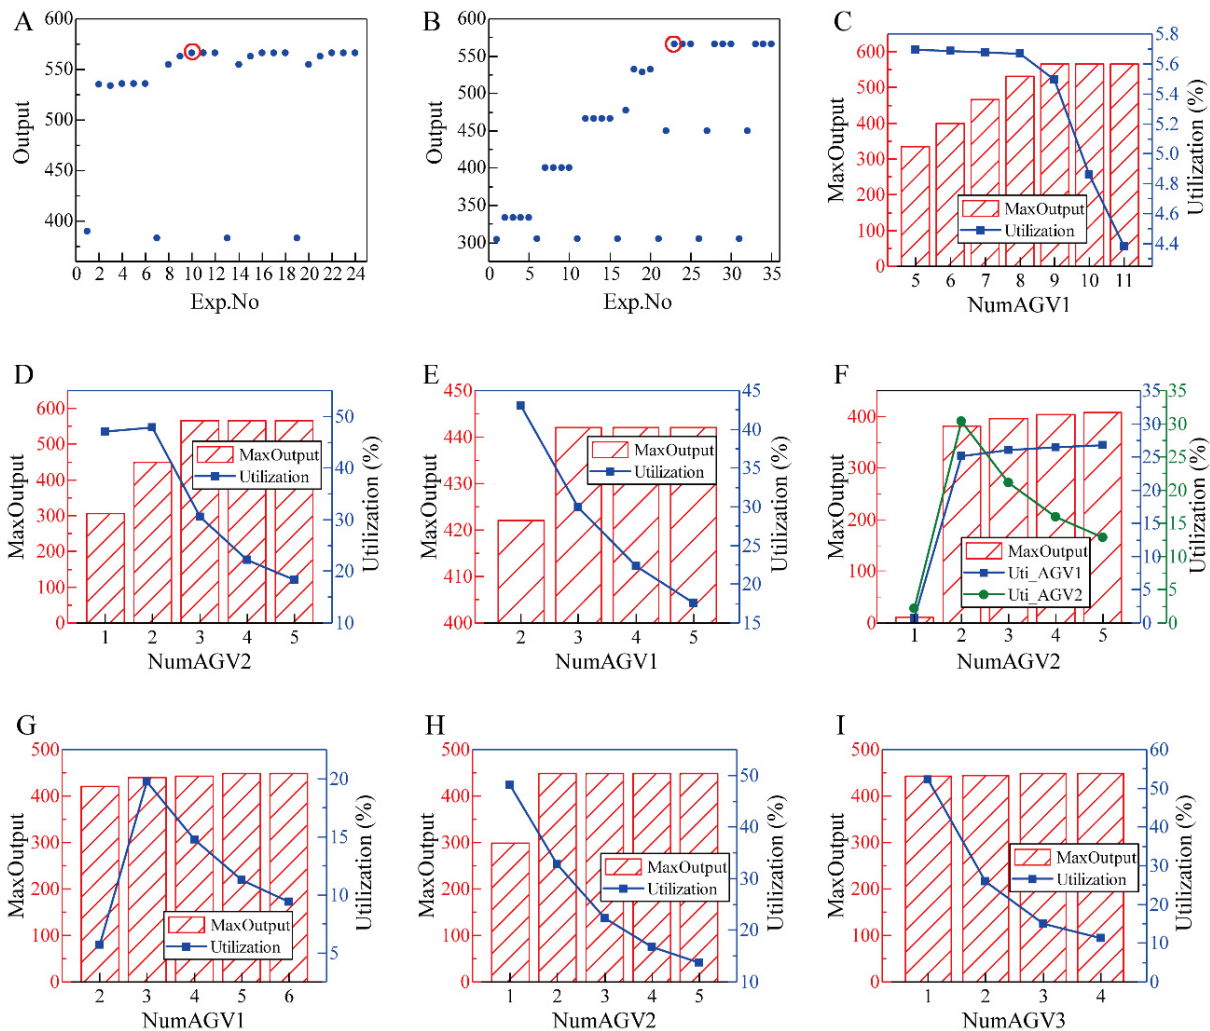 A
600
550
500
450
400
Output
0 2 4 6 8 10 12 14 16 18 20 22 24
Exp.No
B
600
550
500
450
400
350
300
Output
0 5 10 15 20 25 30 35
Exp.No
C
600
500
400
300
200
100
0
MaxOutput
5.8
5.6
5.4
5.2
5.0
4.8
4.6
4.4
Utilization (%)
MaxOutput
Utilization
5 6 7 8 9 10 11
NumAGV1
D
600
500
400
300
200
100
0
MaxOutput
50
40
30
20
10
Utilization (%)
MaxOutput
Utilization
1 2 3 4 5
NumAGV2
E
450
440
430
420
410
400
MaxOutput
45
40
35
30
25
20
15
Utilization (%)
MaxOutput
Utilization
2 3 4 5
NumAGV1
F
400
300
200
100
0
MaxOutput
35
30
25
20
15
10
5
0
35
30
25
20
15
10
5
0
Utilization (%)
MaxOutput
Uti_AGV1
Uti_AGV2
1 2 3 4 5
NumAGV2
G
500
400
300
200
100
0
MaxOutput
20
15
10
5
Utilization (%)
MaxOutput
Utilization
2 3 4 5 6
NumAGV1
H
500
400
300
200
100
0
MaxOutput
50
40
30
20
10
Utilization (%)
MaxOutput
Utilization
1 2 3 4 5
NumAGV2
I
500
400
300
200
100
0
MaxOutput
60
50
40
30
20
10
0
Utilization (%)
MaxOutput
Utilization
1 2 3 4
NumAGV3